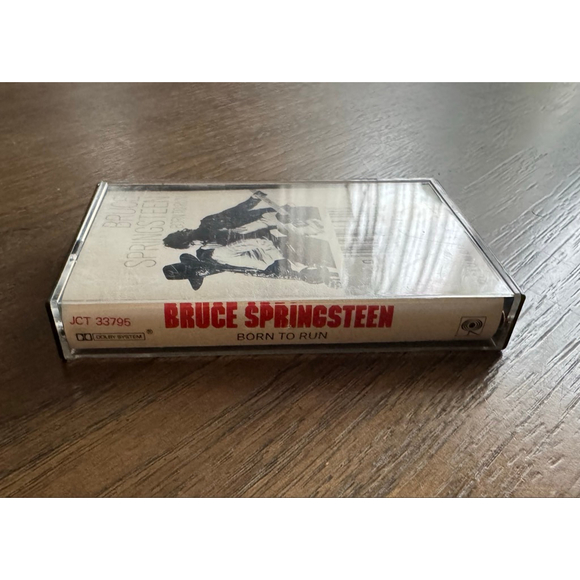 BRUCE
SPRINGSTEEN
JCT 33795
BRUCE SPRINGSTEEN
DOLBY SYSTEM ®
BORN TO RUN